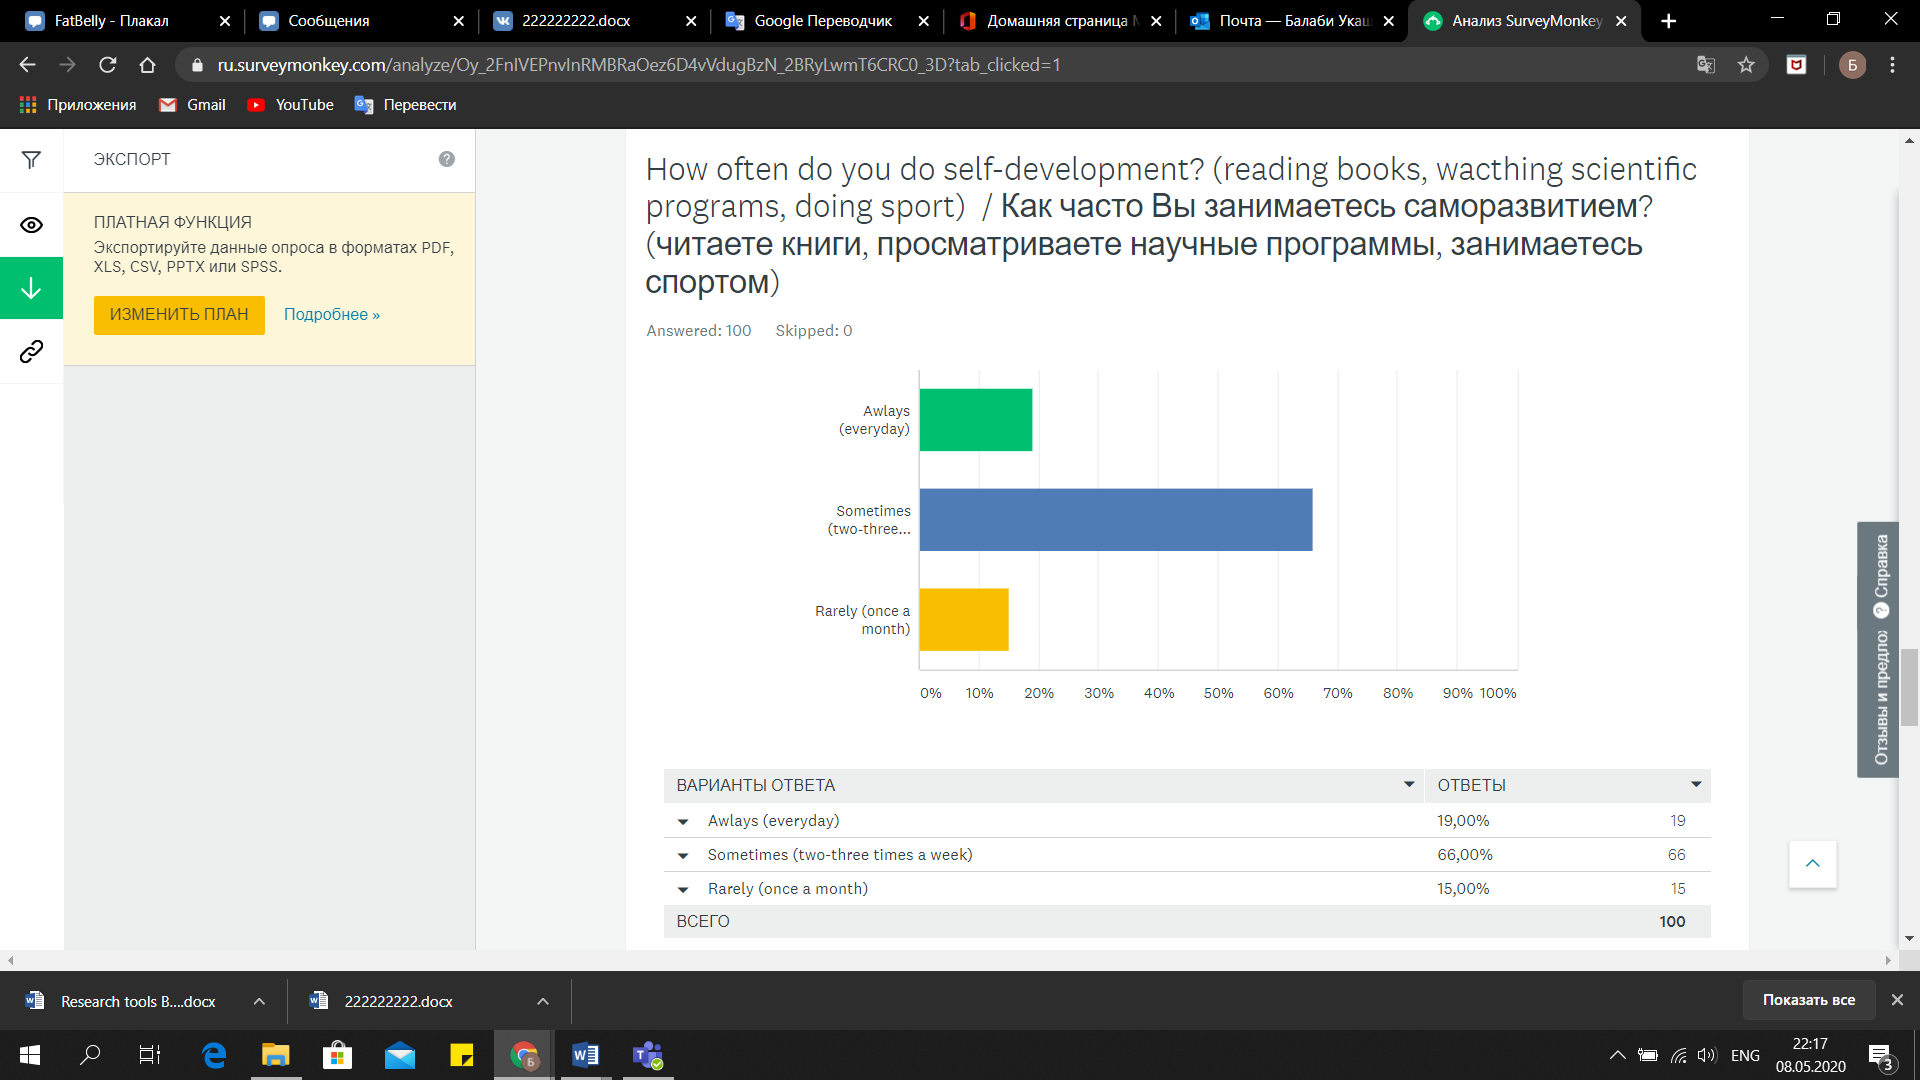 FatBelly - Плакал
Сообщения
222222222.docx
Google Переводчик
Домашняя страница
Почта — Балаби Укаш
Анализ SurveyMonkey
ru.surveymonkey.com/analyze/Oy_2FnIVEPnvInRMBRaOez6D4vVdugBzN_2BRyLwmT6CRC0_3D?tab_clicked=1
Б
Приложения
Gmail
YouTube
Перевести
ЭКСПОРТ
ПЛАТНАЯ ФУНКЦИЯ
Экспортируйте данные опроса в форматах PDF,
XLS, CSV, PPTX или SPSS.
ИЗМЕНИТЬ ПЛАН
Подробнее »
How often do you do self-development? (reading books, wacthing scientific
programs, doing sport) / Как часто Вы занимаетесь саморазвитием?
(читаете книги, просматриваете научные программы, занимаетесь
спортом)
Answered: 100 Skipped: 0
Awlays
(everyday)
Sometimes
(two-three...
Rarely (once a
month)
0% 10% 20% 30% 40% 50% 60% 70% 80% 90% 100%
ВАРИАНТЫ ОТВЕТА ОТВЕТЫ
Awlays (everyday) 19,00% 19
Sometimes (two-three times a week) 66,00% 66
Rarely (once a month) 15,00% 15
ВСЕГО 100
Справка
Отзывы и предло
Research tools B....docx
222222222.docx
Показать все
ENG
22:17
08.05.2020
3